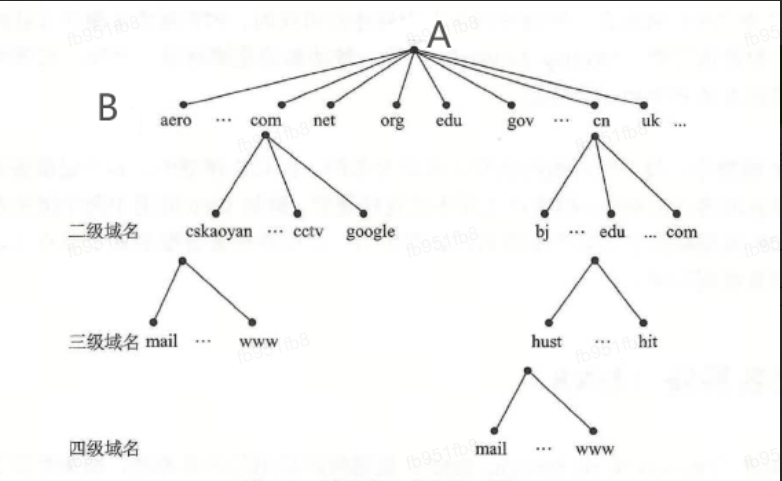 A
B
aero … com net org edu gov … cn uk ...
二级域名 cskaoyan … cctv google bj … edu ... com
三级域名 mail … www hust … hit
四级域名 mail … www
fb951fb8